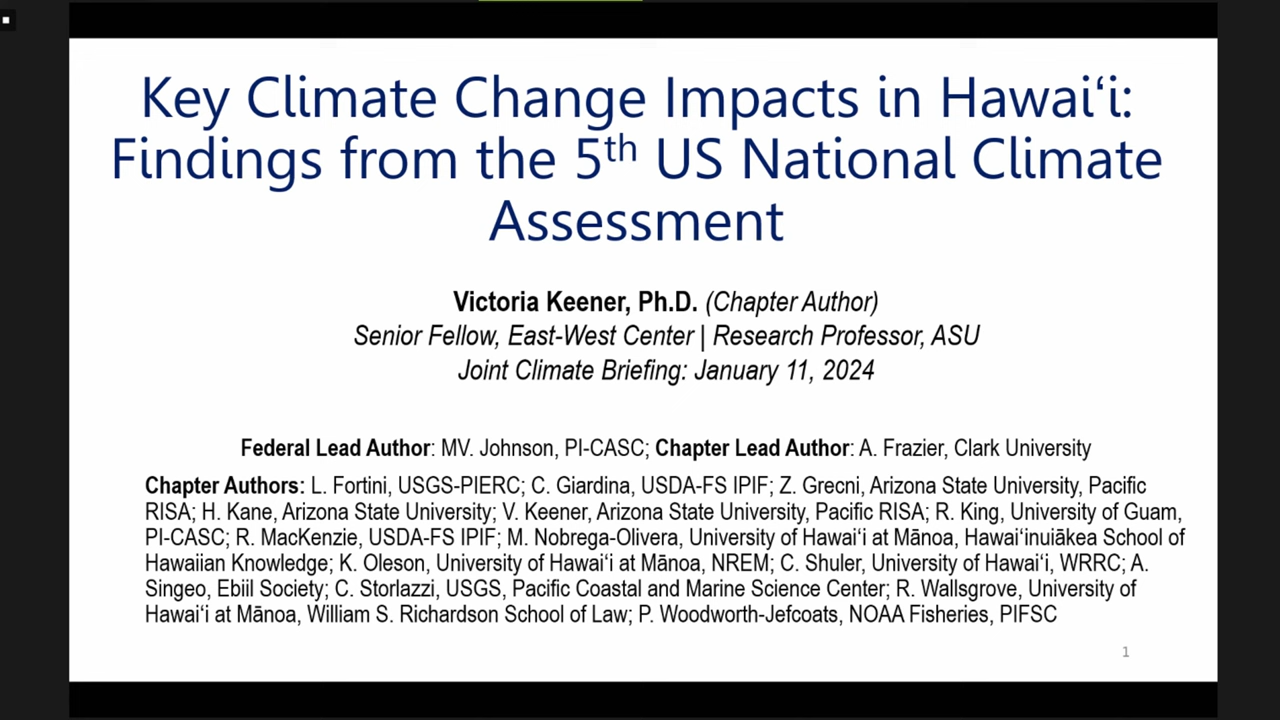 Key Climate Change Impacts in Hawaiʻi:
Findings from the 5th US National Climate
Assessment
Victoria Keener, Ph.D. (Chapter Author)
Senior Fellow, East-West Center | Research Professor, ASU
Joint Climate Briefing: January 11, 2024
Federal Lead Author: MV. Johnson, PI-CASC; Chapter Lead Author: A. Frazier, Clark University
Chapter Authors: L. Fortini, USGS-PIERC; C. Giardina, USDA-FS IPIF; Z. Grecni, Arizona State University, Pacific
RISA; H. Kane, Arizona State University; V. Keener, Arizona State University, Pacific RISA; R. King, University of Guam,
PI-CASC; R. MacKenzie, USDA-FS IPIF; M. Nobrega-Olivera, University of Hawaiʻi at Mānoa, Hawaiʻinuiākea School of
Hawaiian Knowledge; K. Oleson, University of Hawaiʻi at Mānoa, NREM; C. Shuler, University of Hawaiʻi, WRRC; A.
Singeo, Ebiil Society; C. Storlazzi, USGS, Pacific Coastal and Marine Science Center; R. Wallsgrove, University of
Hawaiʻi at Mānoa, William S. Richardson School of Law; P. Woodworth-Jefcoats, NOAA Fisheries, PIFSC
1